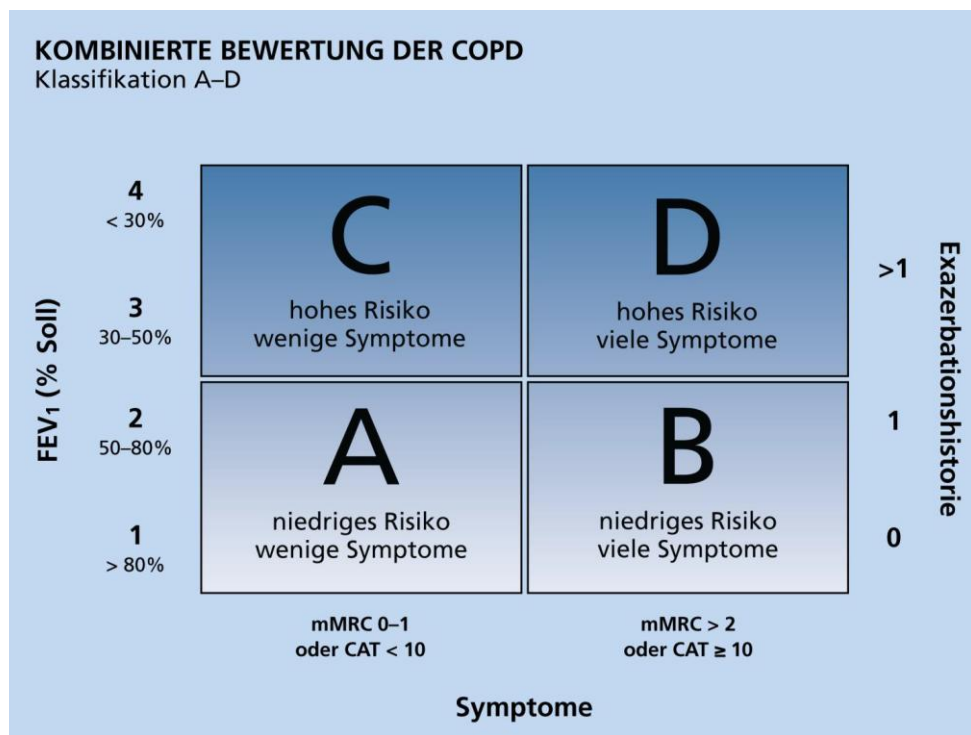 KOMBINIERTE BEWERTUNG DER COPD
Klassifikation A–D
FEV₁ (% Soll)
4
< 30%
3
30–50%
2
50–80%
1
> 80%
C
hohes Risiko
wenige Symptome
D
hohes Risiko
viele Symptome
A
niedriges Risiko
wenige Symptome
B
niedriges Risiko
viele Symptome
>1
1
0
Exazerbationshistorie
mMRC 0–1
oder CAT < 10
mMRC > 2
oder CAT ≥ 10
Symptome